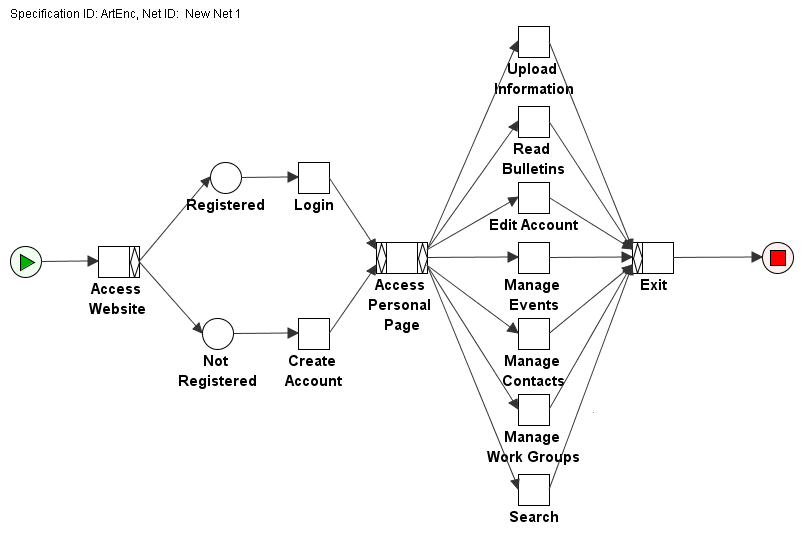 Specification ID: ArtEnc, Net ID:  New Net 1
Upload
Information
Read
Bulletins
Registered
Login
Edit Account
Access
Website
Access
Personal
Page
Manage
Events
Exit
Not
Registered
Create
Account
Manage
Contacts
Manage
Work Groups
Search